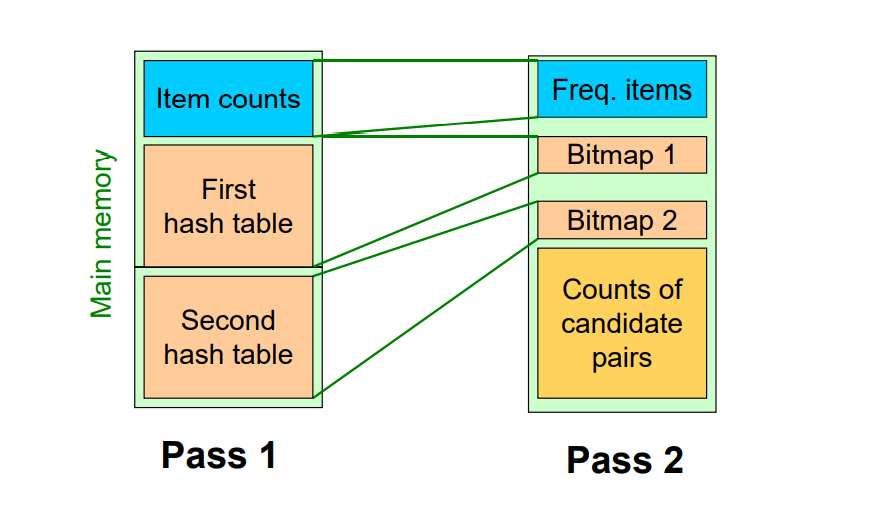 Main memory
Item counts
First
hash table
Second
hash table
Pass 1
Freq. items
Bitmap 1
Bitmap 2
Counts of
candidate
pairs
Pass 2